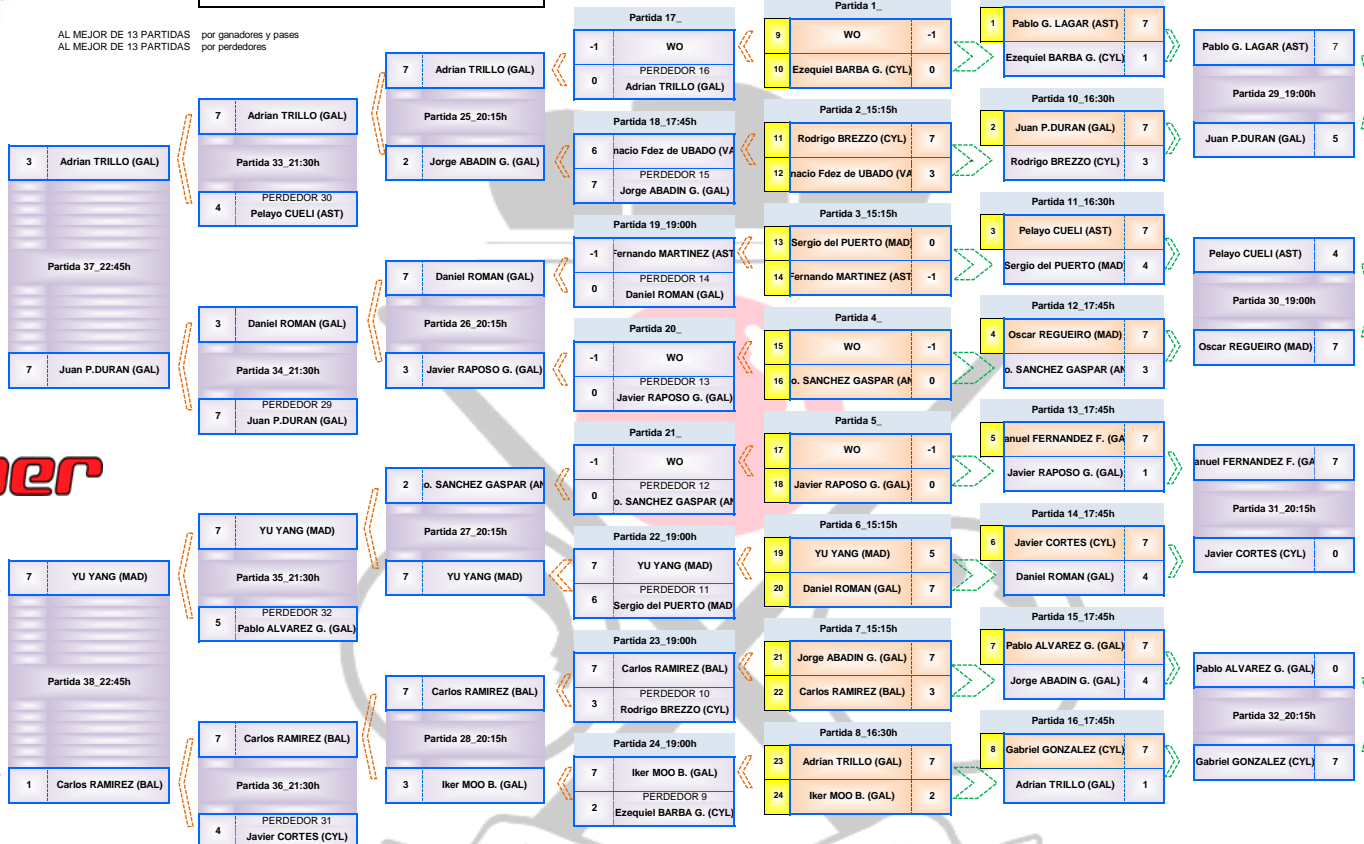 AL MEJOR DE 13 PARTIDAS por ganadores y pases
AL MEJOR DE 13 PARTIDAS por perdedores
3 Adrian TRILLO (GAL)
Partida 37_22:45h
7 Juan P.DURAN (GAL)
7 YU YANG (MAD)
Partida 38_22:45h
1 Carlos RAMIREZ (BAL)
7 Adrian TRILLO (GAL)
Partida 33_21:30h
PERDEDOR 30
4 Pelayo CUELI (AST)
3 Daniel ROMAN (GAL)
Partida 34_21:30h
PERDEDOR 29
7 Juan P.DURAN (GAL)
7 YU YANG (MAD)
Partida 35_21:30h
PERDEDOR 32
5 Pablo ALVAREZ G. (GAL)
7 Carlos RAMIREZ (BAL)
Partida 36_21:30h
PERDEDOR 31
4 Javier CORTES (CYL)
7 Adrian TRILLO (GAL)
Partida 25_20:15h
2 Jorge ABADIN G. (GAL)
7 Daniel ROMAN (GAL)
Partida 26_20:15h
3 Javier RAPOSO G. (GAL)
2 o. SANCHEZ GASPAR (AN
Partida 27_20:15h
7 YU YANG (MAD)
7 Carlos RAMIREZ (BAL)
Partida 28_20:15h
3 Iker MOO B. (GAL)
Partida 17_
-1 WO
PERDEDOR 16
0 Adrian TRILLO (GAL)
Partida 18_17:45h
6 nacio Fdez de UBADO (VA
PERDEDOR 15
7 Jorge ABADIN G. (GAL)
Partida 19_19:00h
-1 Fernando MARTINEZ (AST
PERDEDOR 14
0 Daniel ROMAN (GAL)
Partida 20_
-1 WO
PERDEDOR 13
0 Javier RAPOSO G. (GAL)
Partida 21_
-1 WO
PERDEDOR 12
0 o. SANCHEZ GASPAR (AN
Partida 22_19:00h
7 YU YANG (MAD)
PERDEDOR 11
6 Sergio del PUERTO (MAD
Partida 23_19:00h
7 Carlos RAMIREZ (BAL)
PERDEDOR 10
3 Rodrigo BREZZO (CYL)
Partida 24_19:00h
7 Iker MOO B. (GAL)
PERDEDOR 9
2 Ezequiel BARBA G. (CYL)
Partida 1_
9 WO -1
10 Ezequiel BARBA G. (CYL) 0
Partida 2_15:15h
11 Rodrigo BREZZO (CYL) 7
12 nacio Fdez de UBADO (VA 3
Partida 3_15:15h
13 Sergio del PUERTO (MAD) 0
14 Fernando MARTINEZ (AST -1
Partida 4_
15 WO -1
16 o. SANCHEZ GASPAR (AN 0
Partida 5_
17 WO -1
18 Javier RAPOSO G. (GAL) 0
Partida 6_15:15h
19 YU YANG (MAD) 5
20 Daniel ROMAN (GAL) 7
Partida 7_15:15h
21 Jorge ABADIN G. (GAL) 7
22 Carlos RAMIREZ (BAL) 3
Partida 8_16:30h
23 Adrian TRILLO (GAL) 7
24 Iker MOO B. (GAL) 2
1 Pablo G. LAGAR (AST) 7
Ezequiel BARBA G. (CYL) 1
Partida 10_16:30h
2 Juan P.DURAN (GAL) 7
Rodrigo BREZZO (CYL) 3
Partida 11_16:30h
3 Pelayo CUELI (AST) 7
Sergio del PUERTO (MAD) 4
Partida 12_17:45h
4 Oscar REGUEIRO (MAD) 7
o. SANCHEZ GASPAR (AN 3
Partida 13_17:45h
5 anuel FERNANDEZ F. (GA 7
Javier RAPOSO G. (GAL) 1
Partida 14_17:45h
6 Javier CORTES (CYL) 7
Daniel ROMAN (GAL) 4
Partida 15_17:45h
7 Pablo ALVAREZ G. (GAL) 7
Jorge ABADIN G. (GAL) 4
Partida 16_17:45h
8 Gabriel GONZALEZ (CYL) 7
Adrian TRILLO (GAL) 1
Pablo G. LAGAR (AST) 7
Partida 29_19:00h
Juan P.DURAN (GAL) 5
Pelayo CUELI (AST) 4
Partida 30_19:00h
Oscar REGUEIRO (MAD) 7
anuel FERNANDEZ F. (GA 7
Partida 31_20:15h
Javier CORTES (CYL) 0
Pablo ALVAREZ G. (GAL) 0
Partida 32_20:15h
Gabriel GONZALEZ (CYL) 7